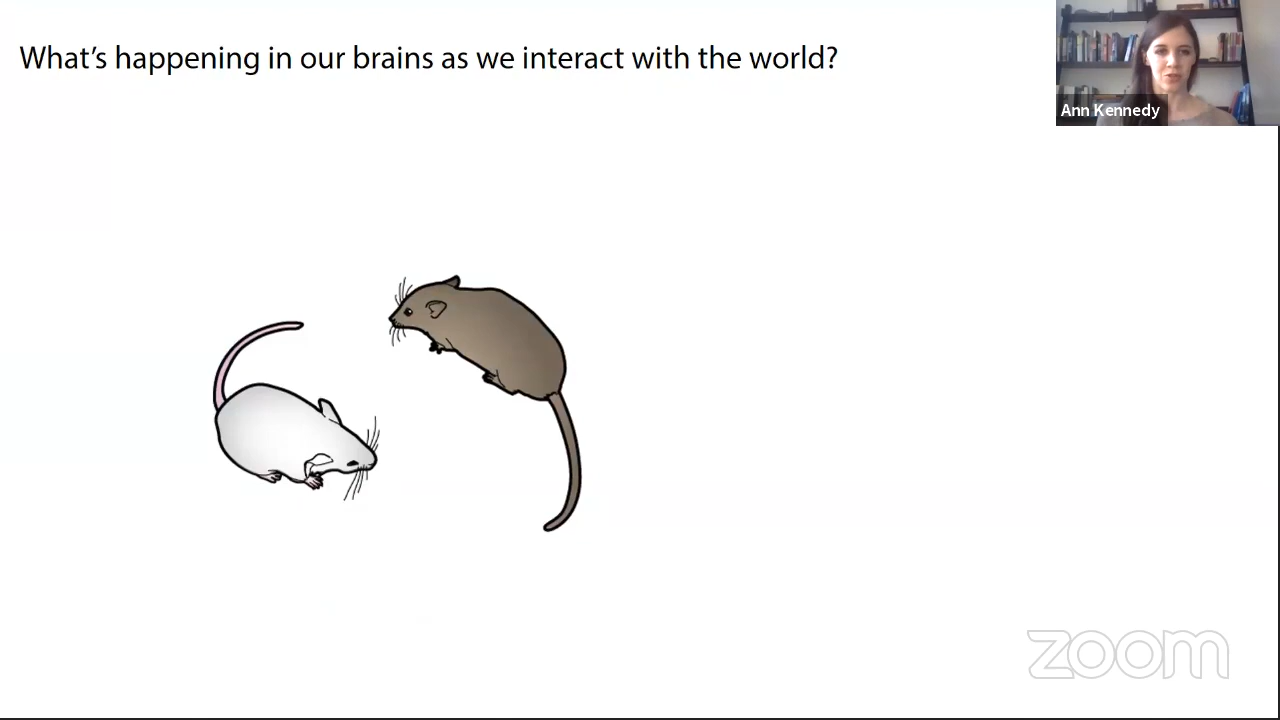 What’s happening in our brains as we interact with the world?
Ann Kennedy
zoom